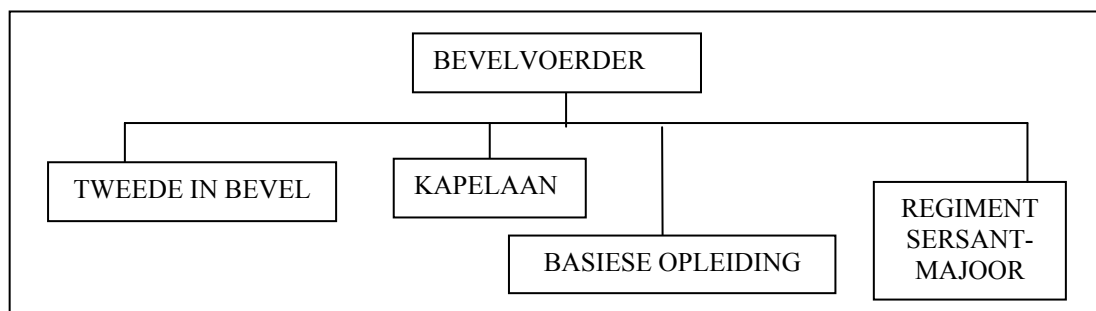 BEVELVOERDER
TWEEDE IN BEVEL
KAPELAAN
BASIESE OPLEIDING
REGIMENT
SERSANT-
MAJOOR